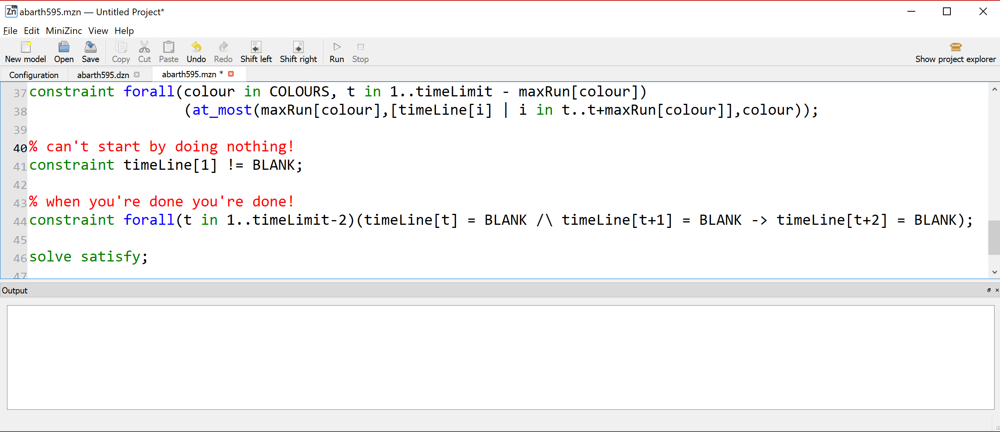 abarth595.mzn — Untitled Project*
File Edit MiniZinc View Help
New model Open Save Copy Cut Paste Undo Redo Shift left Shift right Run Stop Show project explorer
Configuration abarth595.dzn abarth595.mzn *
37 constraint forall(colour in COLOURS, t in 1..timeLimit - maxRun[colour])
38 (at_most(maxRun[colour],[timeLine[i] | i in t..t+maxRun[colour]],colour));
39
40 % can't start by doing nothing!
41 constraint timeLine[1] != BLANK;
42
43 % when you're done you're done!
44 constraint forall(t in 1..timeLimit-2)(timeLine[t] = BLANK /\ timeLine[t+1] = BLANK -> timeLine[t+2] = BLANK);
45
46 solve satisfy;
47
Output